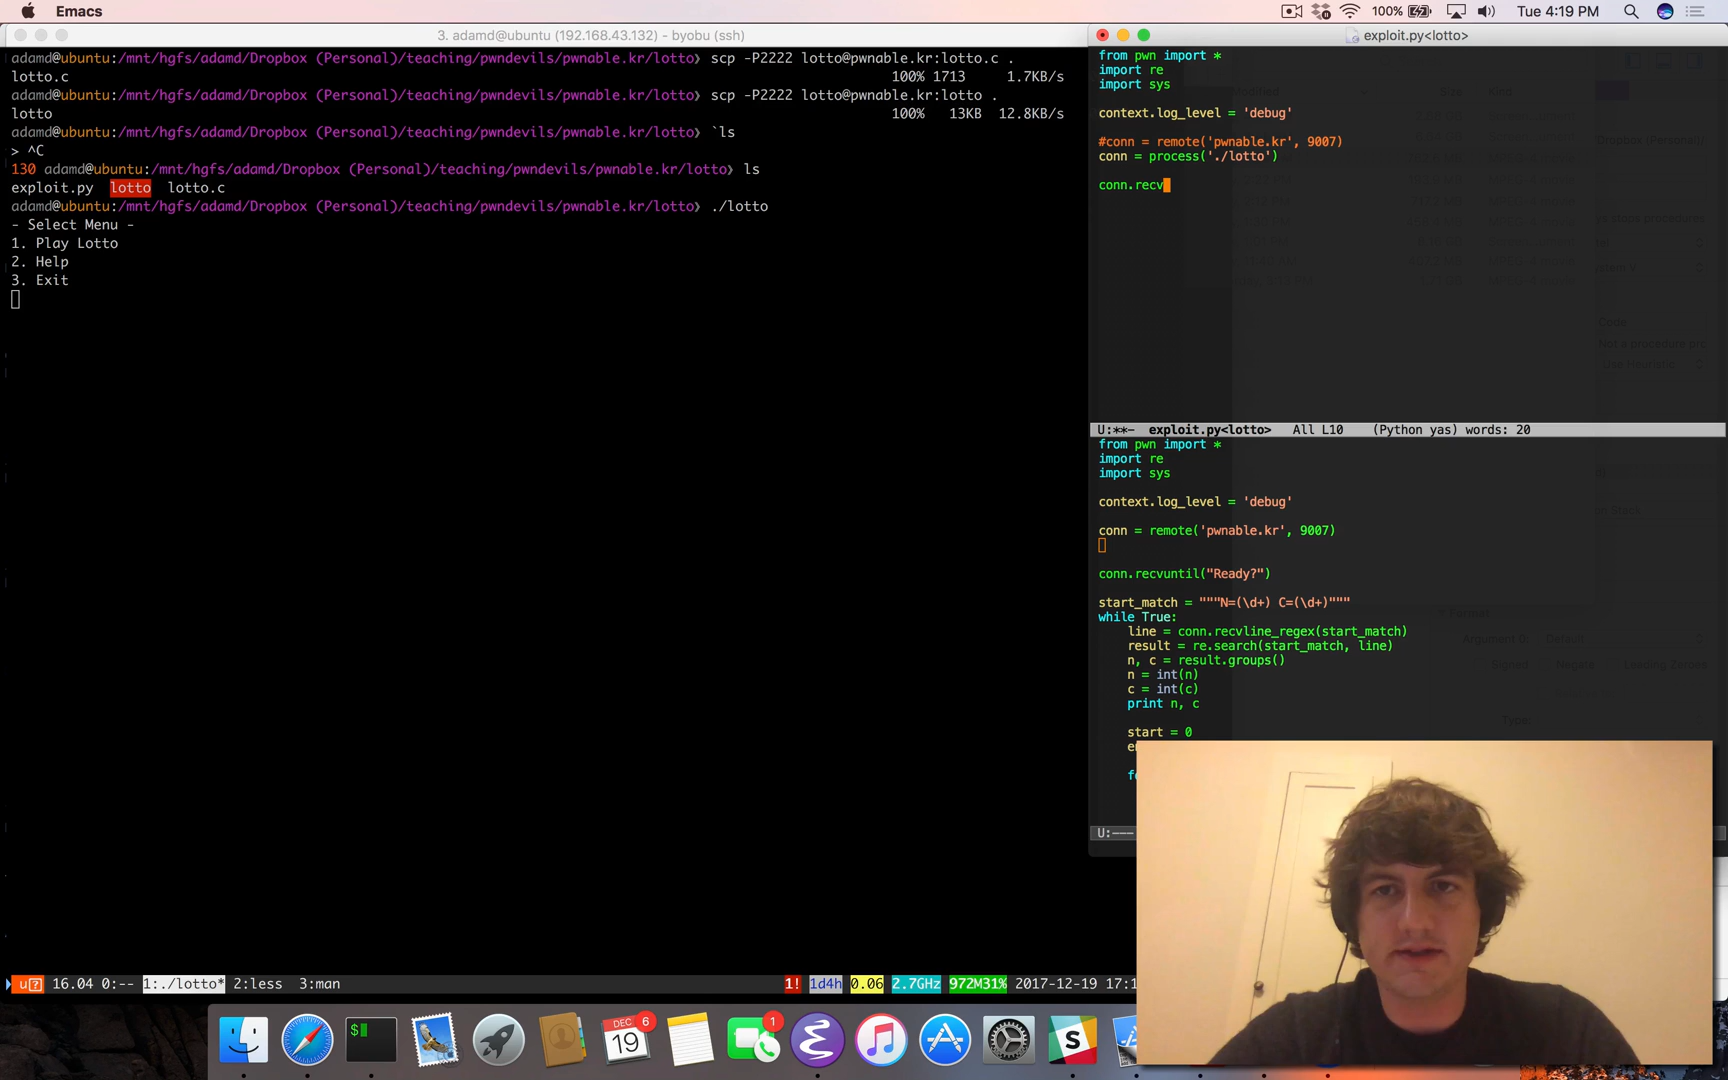 Emacs
100%
Tue 4:19 PM
3. adamd@ubuntu (192.168.43.132) - byobu (ssh)
adamd@ubuntu:/mnt/hgfs/adamd/Dropbox (Personal)/teaching/pwndevils/pwnable.kr/lotto❯ scp -P2222 lotto@pwnable.kr:lotto.c .
lotto.c 100% 1713 1.7KB/s
adamd@ubuntu:/mnt/hgfs/adamd/Dropbox (Personal)/teaching/pwndevils/pwnable.kr/lotto❯ scp -P2222 lotto@pwnable.kr:lotto .
lotto 100% 13KB 12.8KB/s
adamd@ubuntu:/mnt/hgfs/adamd/Dropbox (Personal)/teaching/pwndevils/pwnable.kr/lotto❯ `ls
> ^C
130 adamd@ubuntu:/mnt/hgfs/adamd/Dropbox (Personal)/teaching/pwndevils/pwnable.kr/lotto❯ ls
exploit.py lotto lotto.c
adamd@ubuntu:/mnt/hgfs/adamd/Dropbox (Personal)/teaching/pwndevils/pwnable.kr/lotto❯ ./lotto
- Select Menu -
1. Play Lotto
2. Help
3. Exit
u 16.04 0:-- 1:./lotto* 2:less 3:man 1! 1d4h 0.06 2.7GHz 972M31% 2017-12-19 17:1
exploit.py<lotto>
from pwn import *
import re
import sys
context.log_level = 'debug'
#conn = remote('pwnable.kr', 9007)
conn = process('./lotto')
conn.recv
U:**- exploit.py<lotto> All L10 (Python yas) words: 20
from pwn import *
import re
import sys
context.log_level = 'debug'
conn = remote('pwnable.kr', 9007)
conn.recvuntil("Ready?")
start_match = """N=(\d+) C=(\d+)"""
while True:
line = conn.recvline_regex(start_match)
result = re.search(start_match, line)
n, c = result.groups()
n = int(n)
c = int(c)
print n, c
start = 0
U:---
DEC
19
6
1
$
S